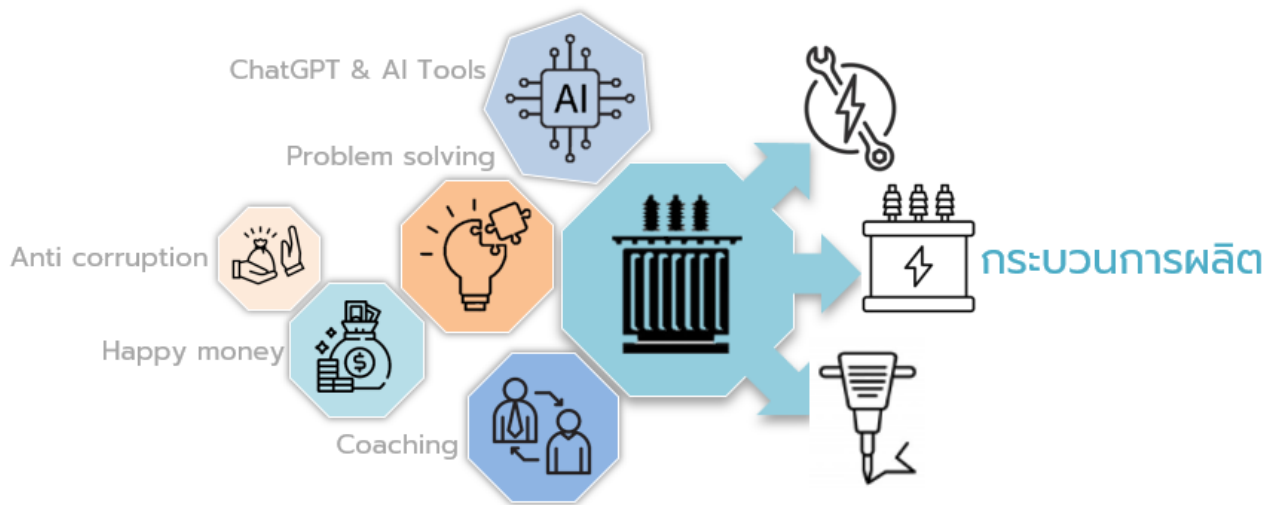 ChatGPT & AI Tools
AI
Problem solving
Anti corruption
กระบวนการผลิต
Happy money
$
Coaching